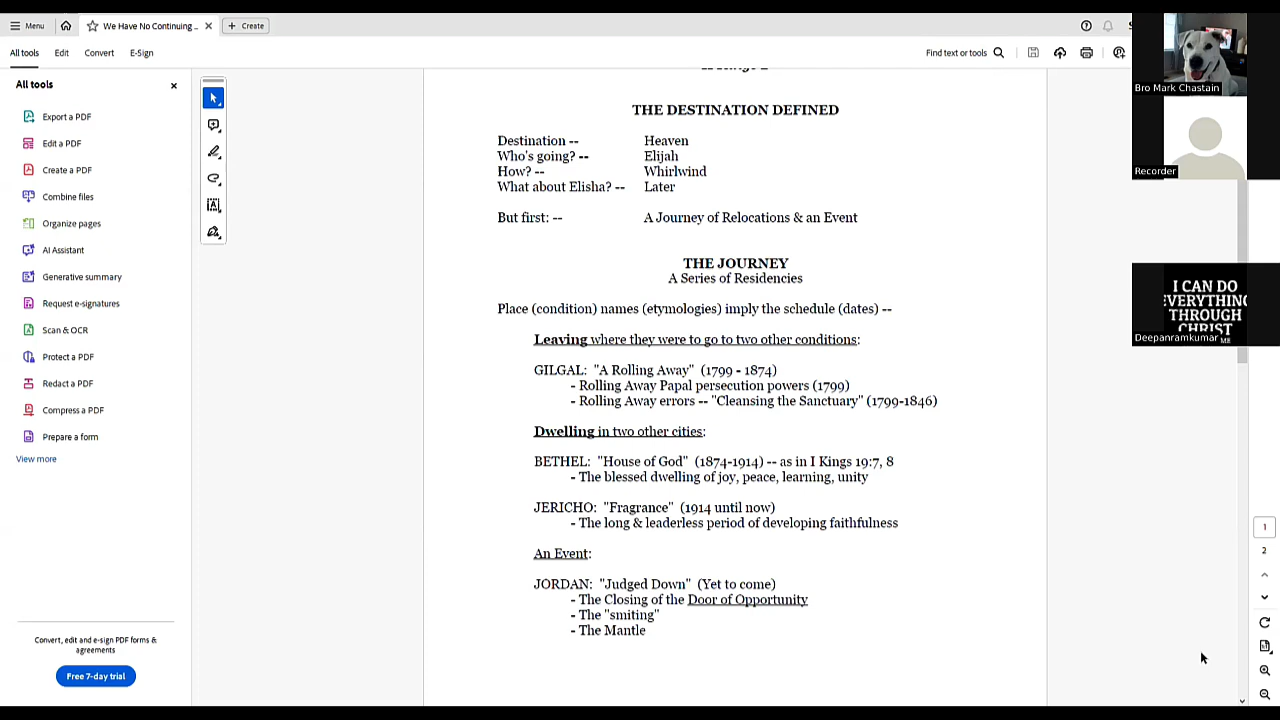 Menu
We Have No Continuing ...
Create
All tools
Edit
Convert
E-Sign
Find text or tools
All tools
Export a PDF
Edit a PDF
Create a PDF
Combine files
Organize pages
AI Assistant
Generative summary
Request e-signatures
Scan & OCR
Protect a PDF
Redact a PDF
Compress a PDF
Prepare a form
View more
Convert, edit and e-sign PDF forms &
agreements
Free 7-day trial
THE DESTINATION DEFINED
Destination -- Heaven
Who's going? -- Elijah
How? -- Whirlwind
What about Elisha? -- Later
But first: -- A Journey of Relocations & an Event
THE JOURNEY
A Series of Residencies
Place (condition) names (etymologies) imply the schedule (dates) --
Leaving where they were to go to two other conditions:
GILGAL: "A Rolling Away" (1799 - 1874)
- Rolling Away Papal persecution powers (1799)
- Rolling Away errors -- "Cleansing the Sanctuary" (1799-1846)
Dwelling in two other cities:
BETHEL: "House of God" (1874-1914) -- as in I Kings 19:7, 8
- The blessed dwelling of joy, peace, learning, unity
JERICHO: "Fragrance" (1914 until now)
- The long & leaderless period of developing faithfulness
An Event:
JORDAN: "Judged Down" (Yet to come)
- The Closing of the Door of Opportunity
- The "smiting"
- The Mantle
Bro Mark Chastain
Recorder
I CAN DO
EVERYTHING
THROUGH
CHRIST
ME
Deepanramkumar
1
2